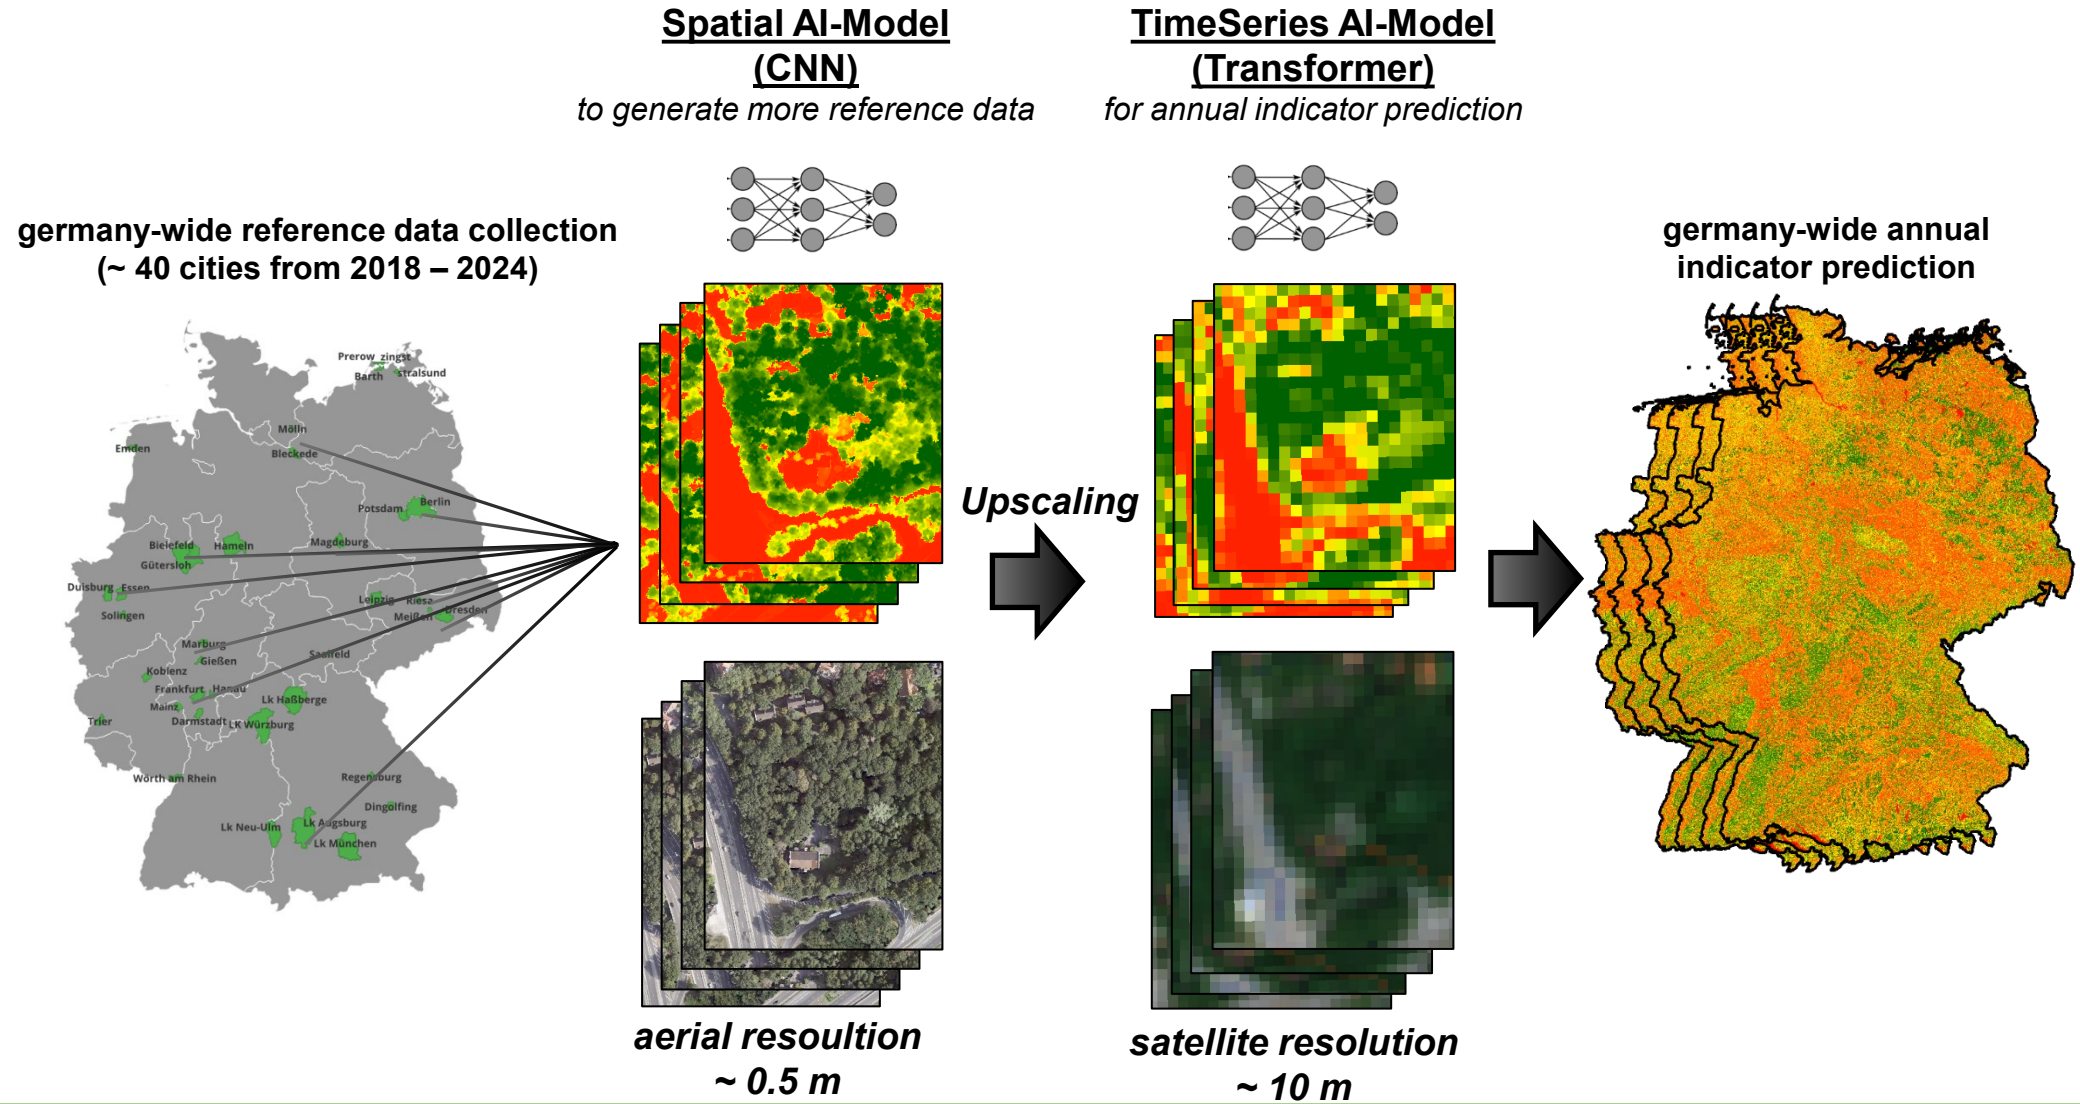 Spatial AI-Model
(CNN)
to generate more reference data
TimeSeries AI-Model
(Transformer)
for annual indicator prediction
germany-wide reference data collection
(~ 40 cities from 2018 – 2024)
germany-wide annual
indicator prediction
Prerow zingst
Barth stralsund
Mölln
Emden
Bleckede
Berlin
Potsdam
Bielefeld Hameln Magdeburg
Gütersloh
Duisburg Essen
Leipzig Riesa
Solingen
Dresden
Meißen
Marburg
Gießen Saalfeld
Koblenz
Frankfurt Hanau
Lk Haßberge
Mainz
Trier Darmstadt LK Würzburg
Wörth am Rhein Regensburg
Dingolfing
Lk Neu-Ulm Lk Augsburg
Lk München
Upscaling
aerial resoultion
~ 0.5 m
satellite resolution
~ 10 m